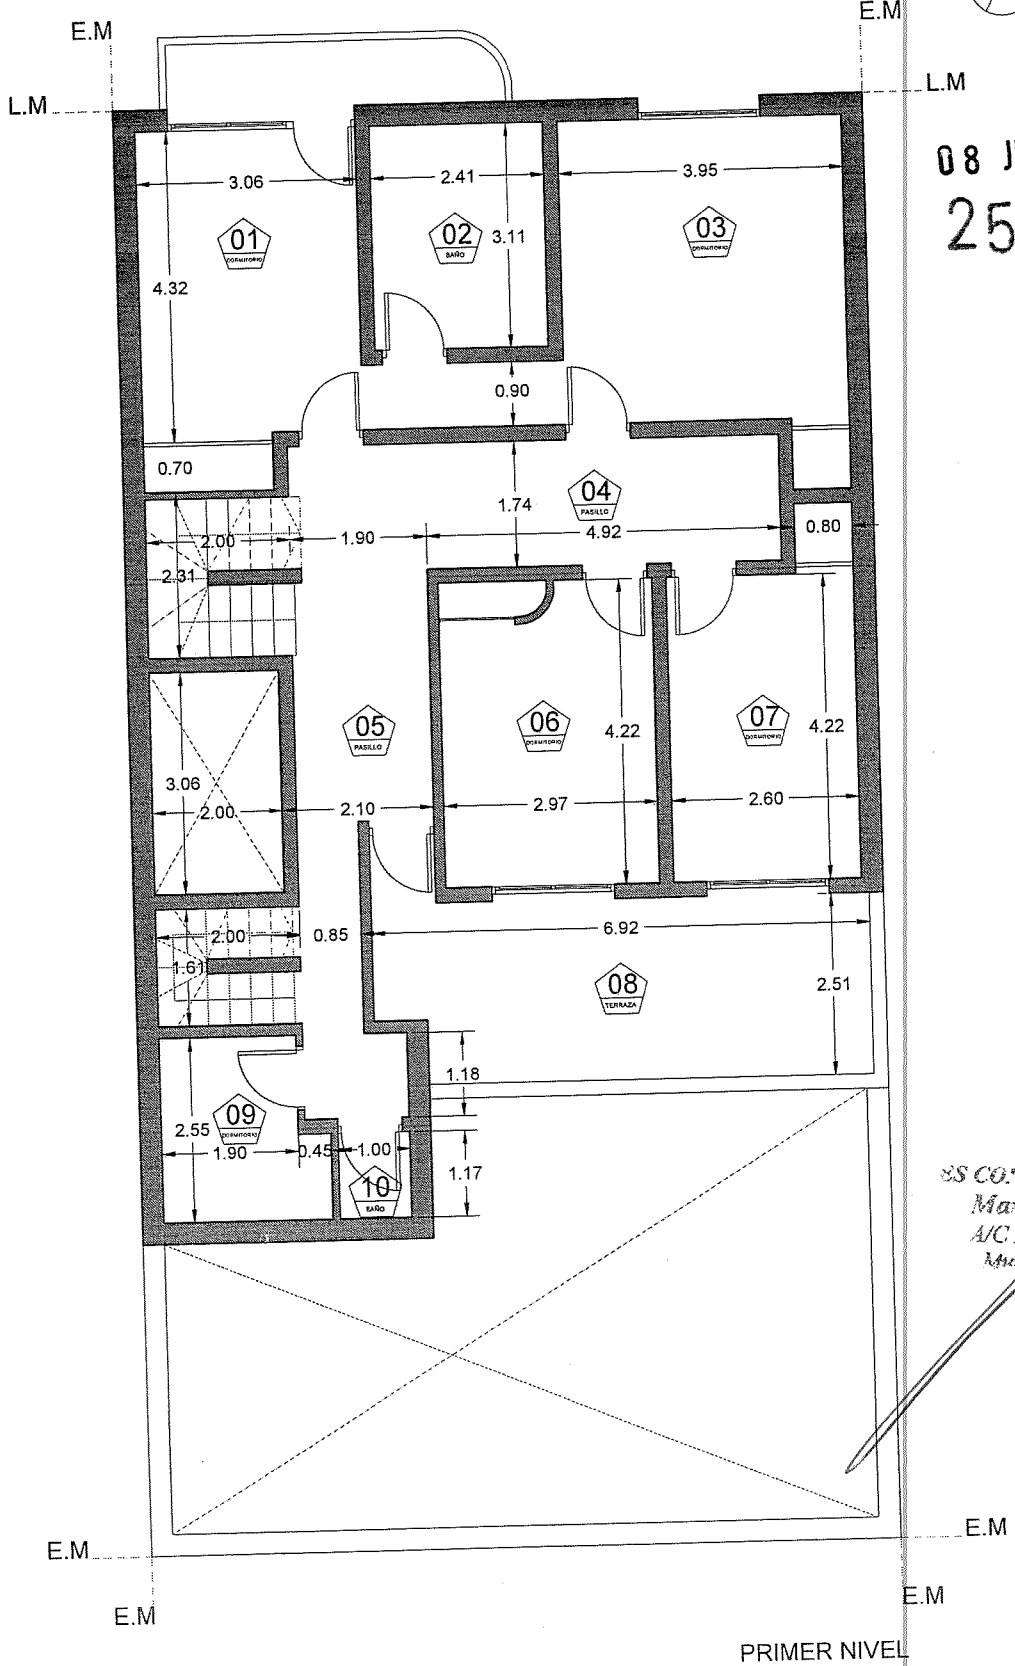 E.M
E.M
L.M
L.M
08 J
25
3.06
2.41
3.95
01
DORMITORIO
02
BAÑO
3.11
03
DORMITORIO
4.32
0.90
0.70
1.74
04
PASILLO
2.00
1.90
4.92
0.80
2.31
05
PASILLO
06
DORMITORIO
07
DORMITORIO
4.22
4.22
3.06
2.00
2.10
2.97
2.60
2.00
0.85
6.92
1.61
08
TERRAZA
2.51
1.18
09
DORMITORIO
2.55
1.90
0.45
1.00
1.17
10
BAÑO
A/C
E.M
E.M
E.M
E.M
PRIMER NIVEL